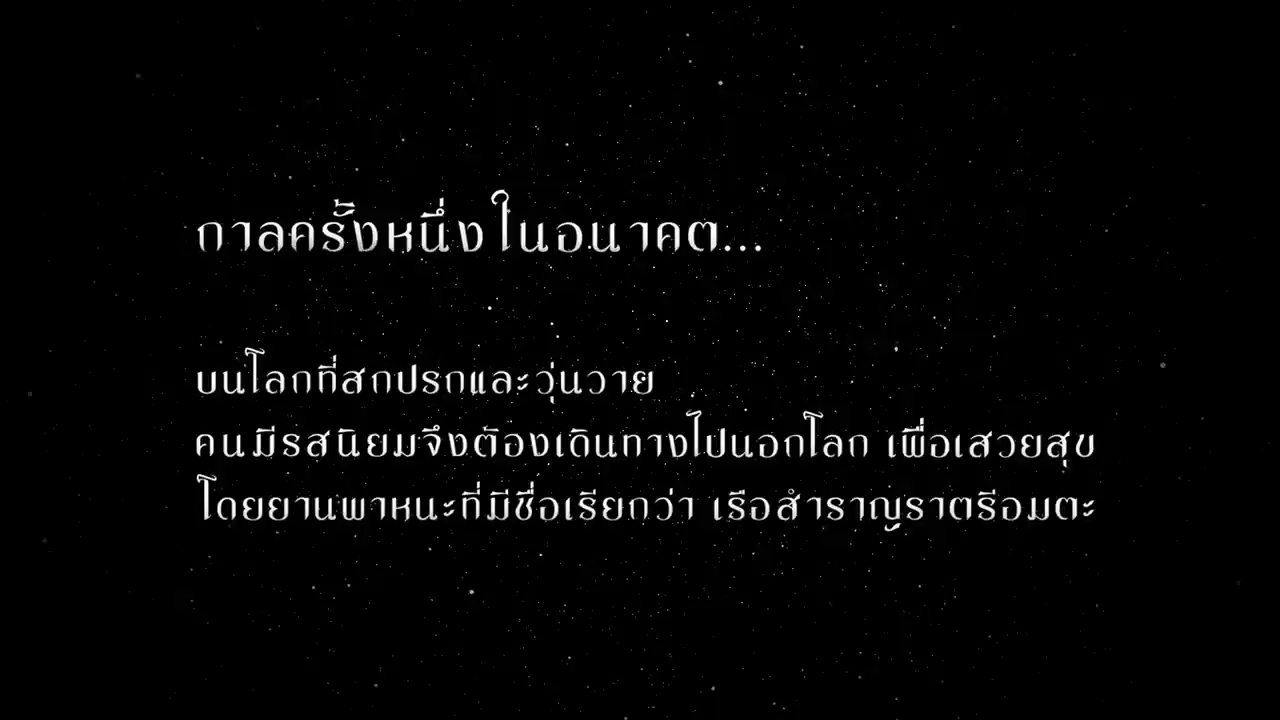 กาลครั้งหนึ่งในอนาคต...
บนโลกที่สกปรกและวุ่นวาย
คนมีรสนิยมจึงต้องเดินทางไปนอกโลก เพื่อเสวยสุข
โดยยานพาหนะที่มีชื่อเรียกว่า เรือสำราญราตรีอมตะ